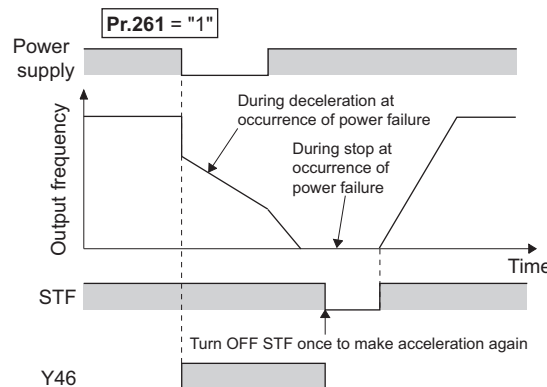 Pr.261 = "1"
Power
supply
During deceleration at
occurrence of power failure
During stop at
occurrence of
power failure
Output frequency
Time
STF
Turn OFF STF once to make acceleration again
Y46